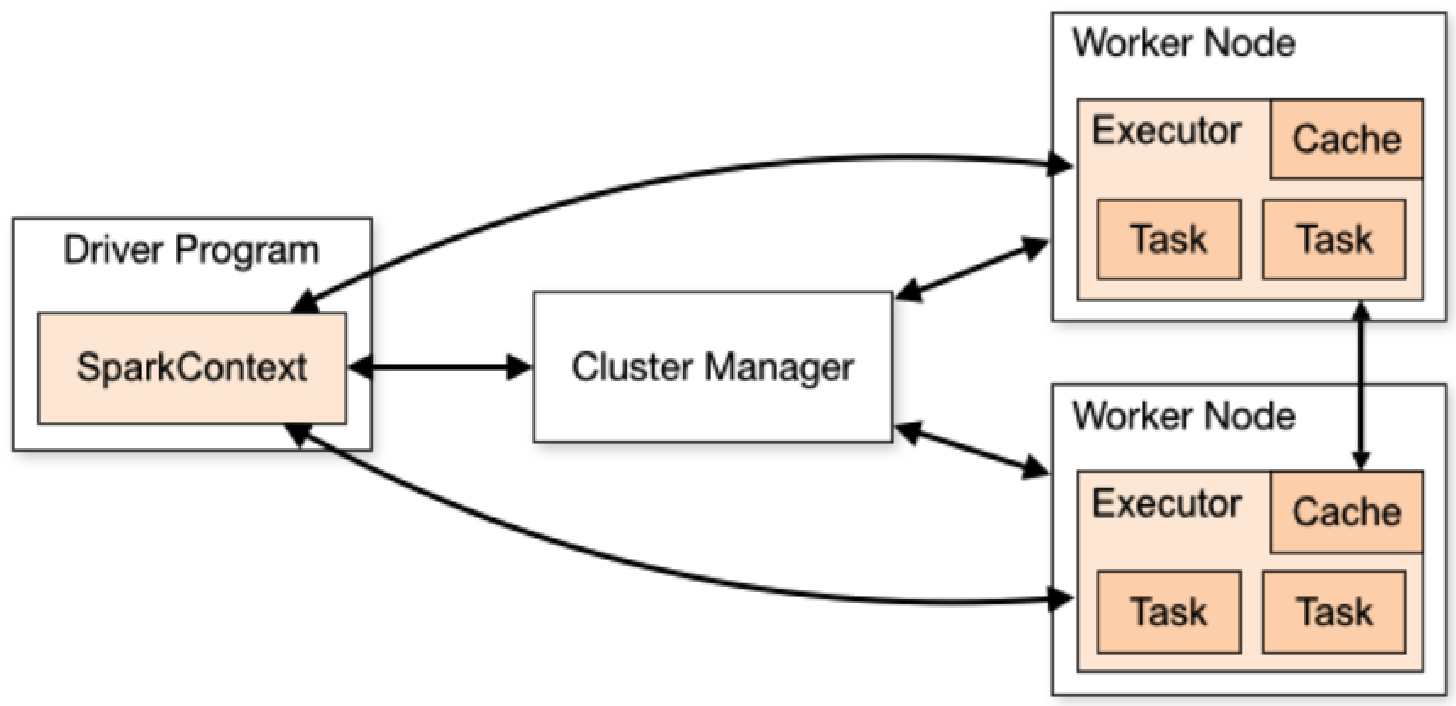 Driver Program
SparkContext
Cluster Manager
Worker Node
Executor
Cache
Task
Task
Worker Node
Executor
Cache
Task
Task